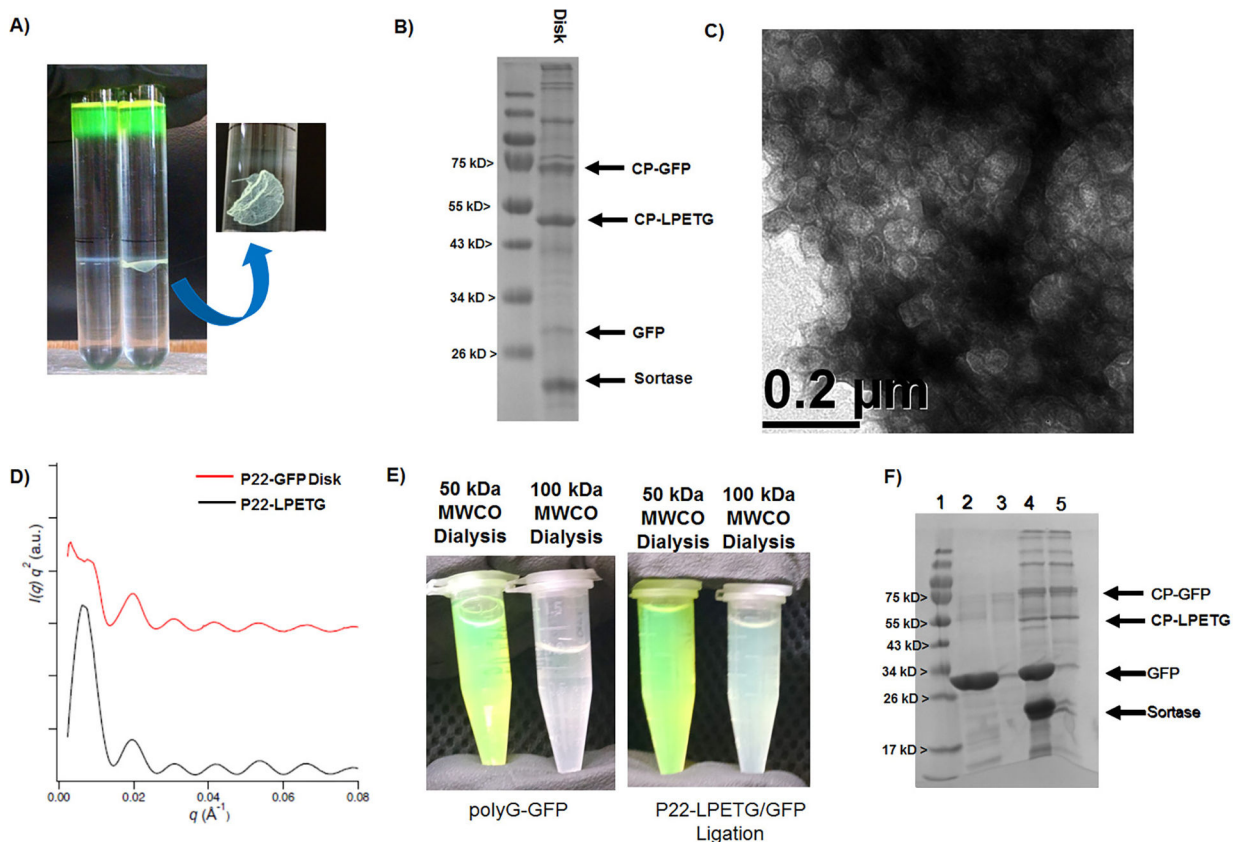 A)
B)
Disk
75 kD>
55 kD>
43 kD>
34 kD >
26 kD >
CP-GFP
CP-LPETG
GFP
Sortase
C)
0.2 µm
D)
P22-GFP Disk
P22-LPETG
I(q) q² (a.u.)
0.00
0.02
0.04
0.06
0.08
q (Å⁻¹)
E)
50 kDa
MWCO
Dialysis
100 kDa
MWCO
Dialysis
50 kDa
MWCO
Dialysis
100 kDa
MWCO
Dialysis
polyG-GFP
P22-LPETG/GFP
Ligation
F)
1 2 3 4 5
75 kD>
55 kD>
43 kD>
34 kD >
26 kD >
17 kD >
CP-GFP
CP-LPETG
GFP
Sortase